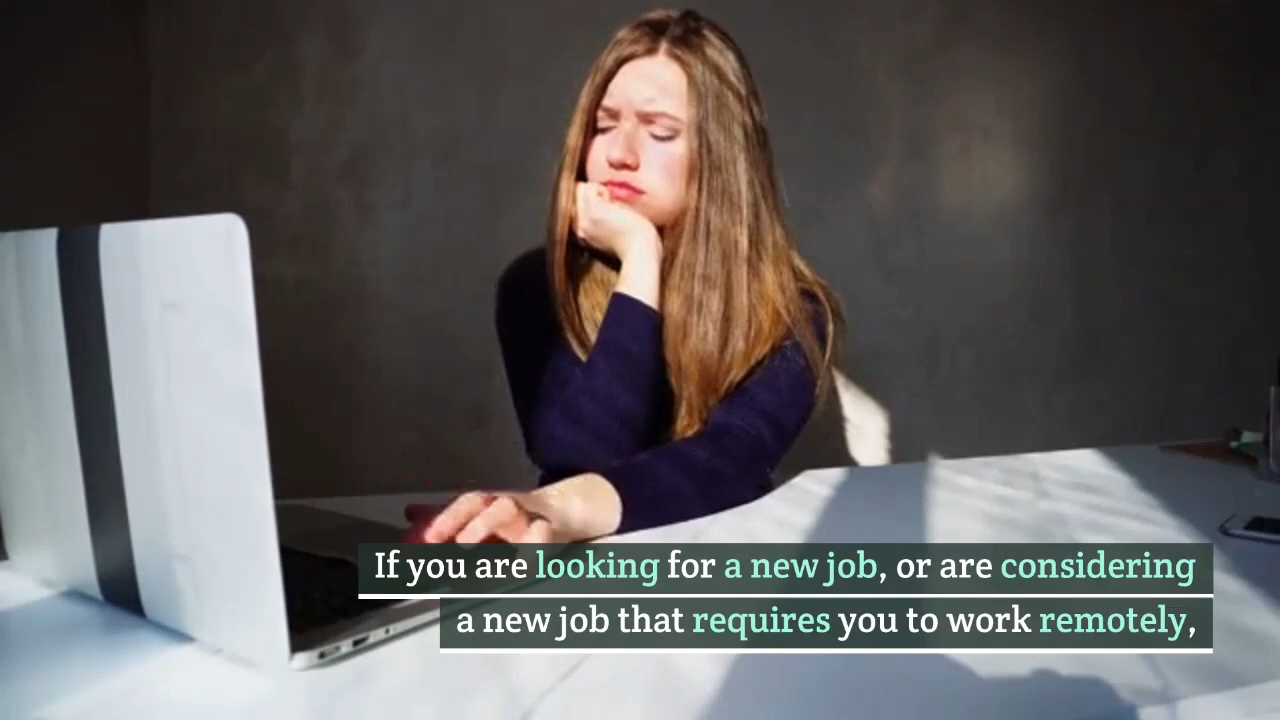 If you are looking for a new job, or are considering
a new job that requires you to work remotely,